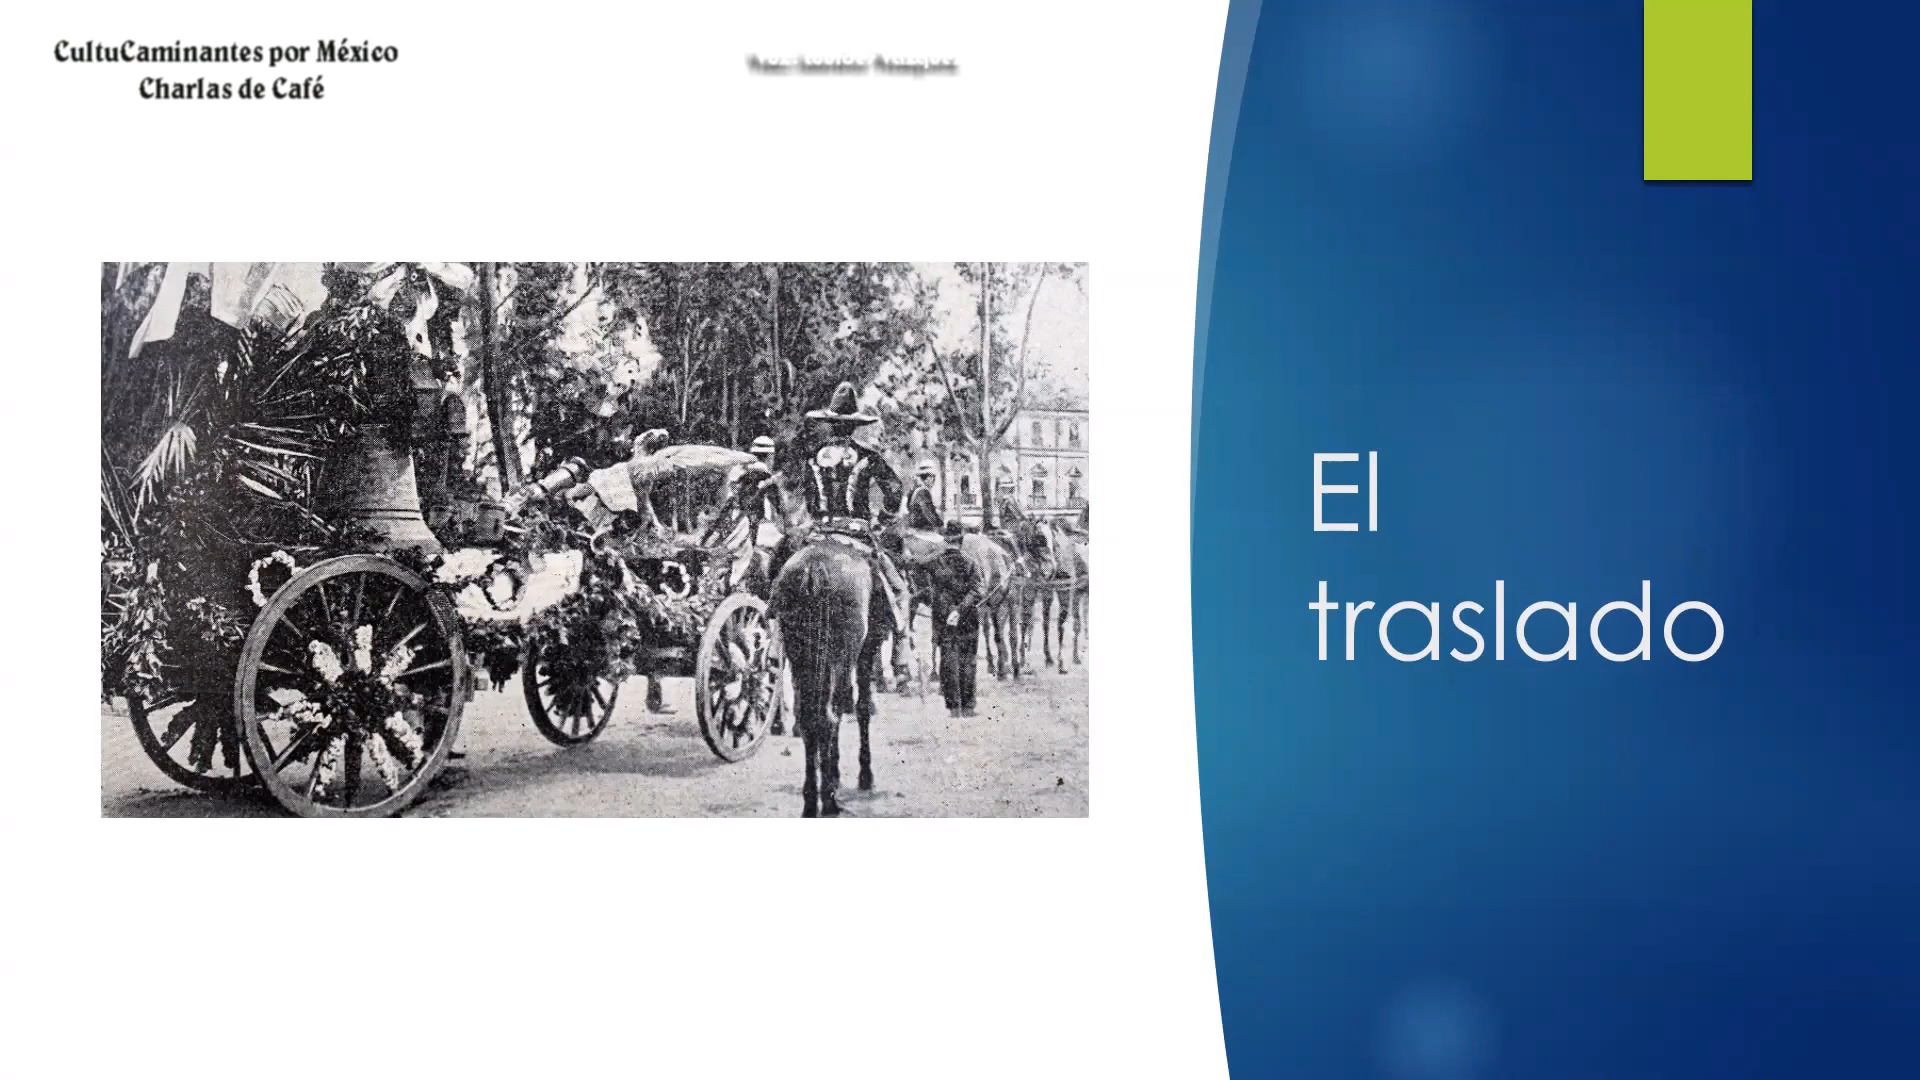 CultuCaminantes por México
Charlas de Café
El
traslado